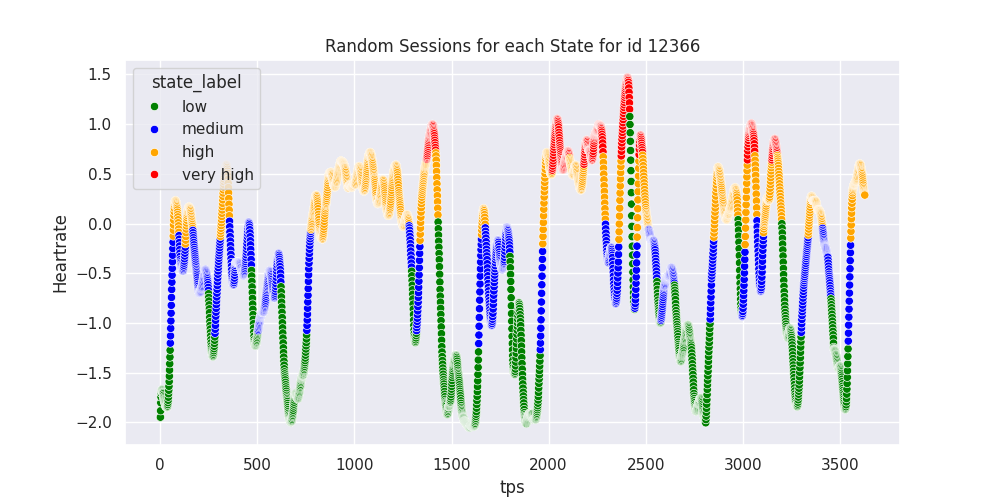 Random Sessions for each State for id 12366
state_label
low
medium
high
very high
Heartrate
1.5
1.0
0.5
0.0
−0.5
−1.0
−1.5
−2.0
0 500 1000 1500 2000 2500 3000 3500
tps